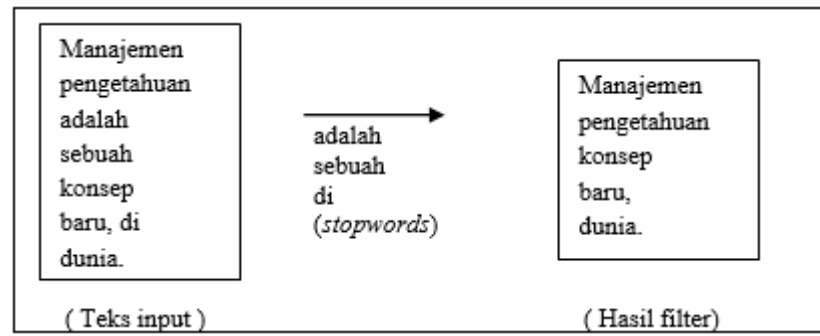 Manajemen
pengetahuan
adalah
sebuah
konsep
baru, di
dunia.
( Teks input )
adalah
sebuah
di
(stopwords)
Manajemen
pengetahuan
konsep
baru,
dunia.
( Hasil filter)